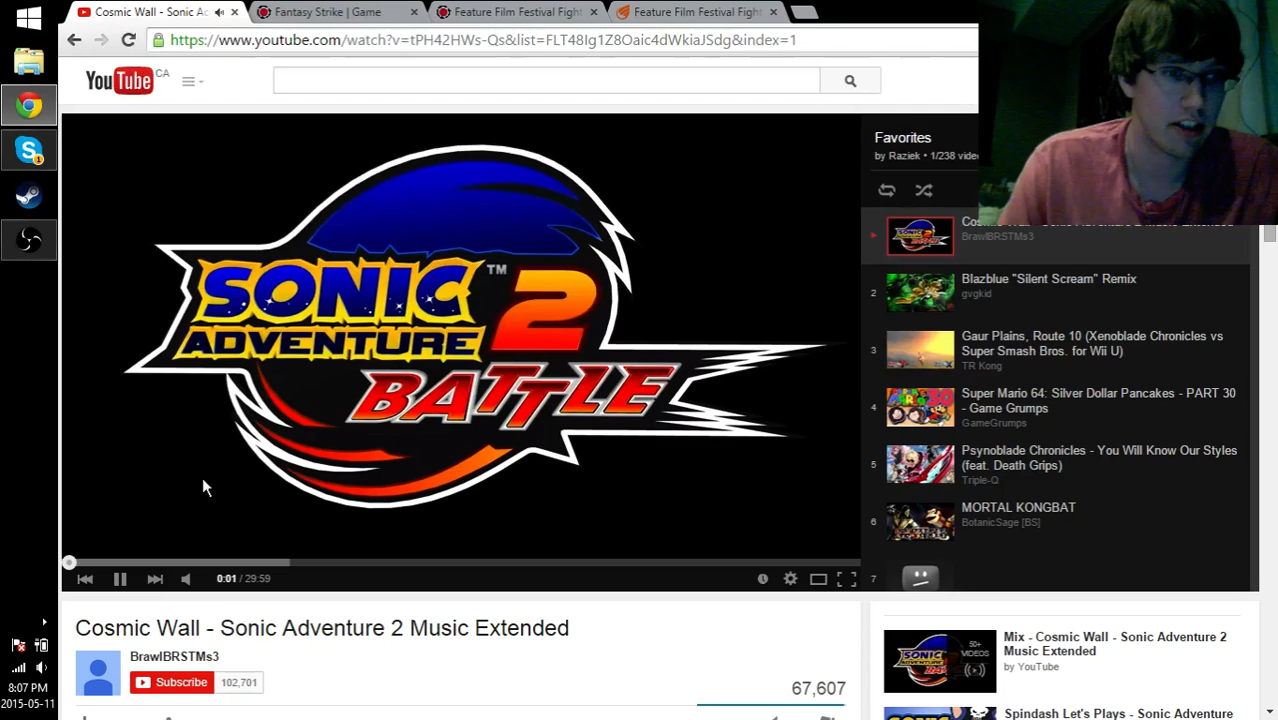 Cosmic Wall - Sonic Ac
Fantasy Strike | Game
Feature Film Festival Fight
Feature Film Festival Fight
https://www.youtube.com/watch?v=tPH42HWs-Qs&list=FLT48Ig1Z8Oaic4dWkiaJSdg&index=1
YouTube CA
SONIC
ADVENTURE
2
TM
BATTLE
Favorites
by Raziek • 1/238 vide
BrawlBRSTMs3
2
Blazblue "Silent Scream" Remix
gvgkid
3
Gaur Plains, Route 10 (Xenoblade Chronicles vs
Super Smash Bros. for Wii U)
TR Kong
4
Super Mario 64: Silver Dollar Pancakes - PART 30
- Game Grumps
GameGrumps
5
Psynoblade Chronicles - You Will Know Our Styles
(feat. Death Grips)
Triple-Q
6
MORTAL KONGBAT
BotanicSage [BS]
7
0:01 / 29:59
Cosmic Wall - Sonic Adventure 2 Music Extended
BrawlBRSTMs3
Subscribe 102,701
67,607
Mix - Cosmic Wall - Sonic Adventure 2
Music Extended
by YouTube
50+
VIDEOS
Spindash Let's Plays - Sonic Adventure
8:07 PM
2015-05-11